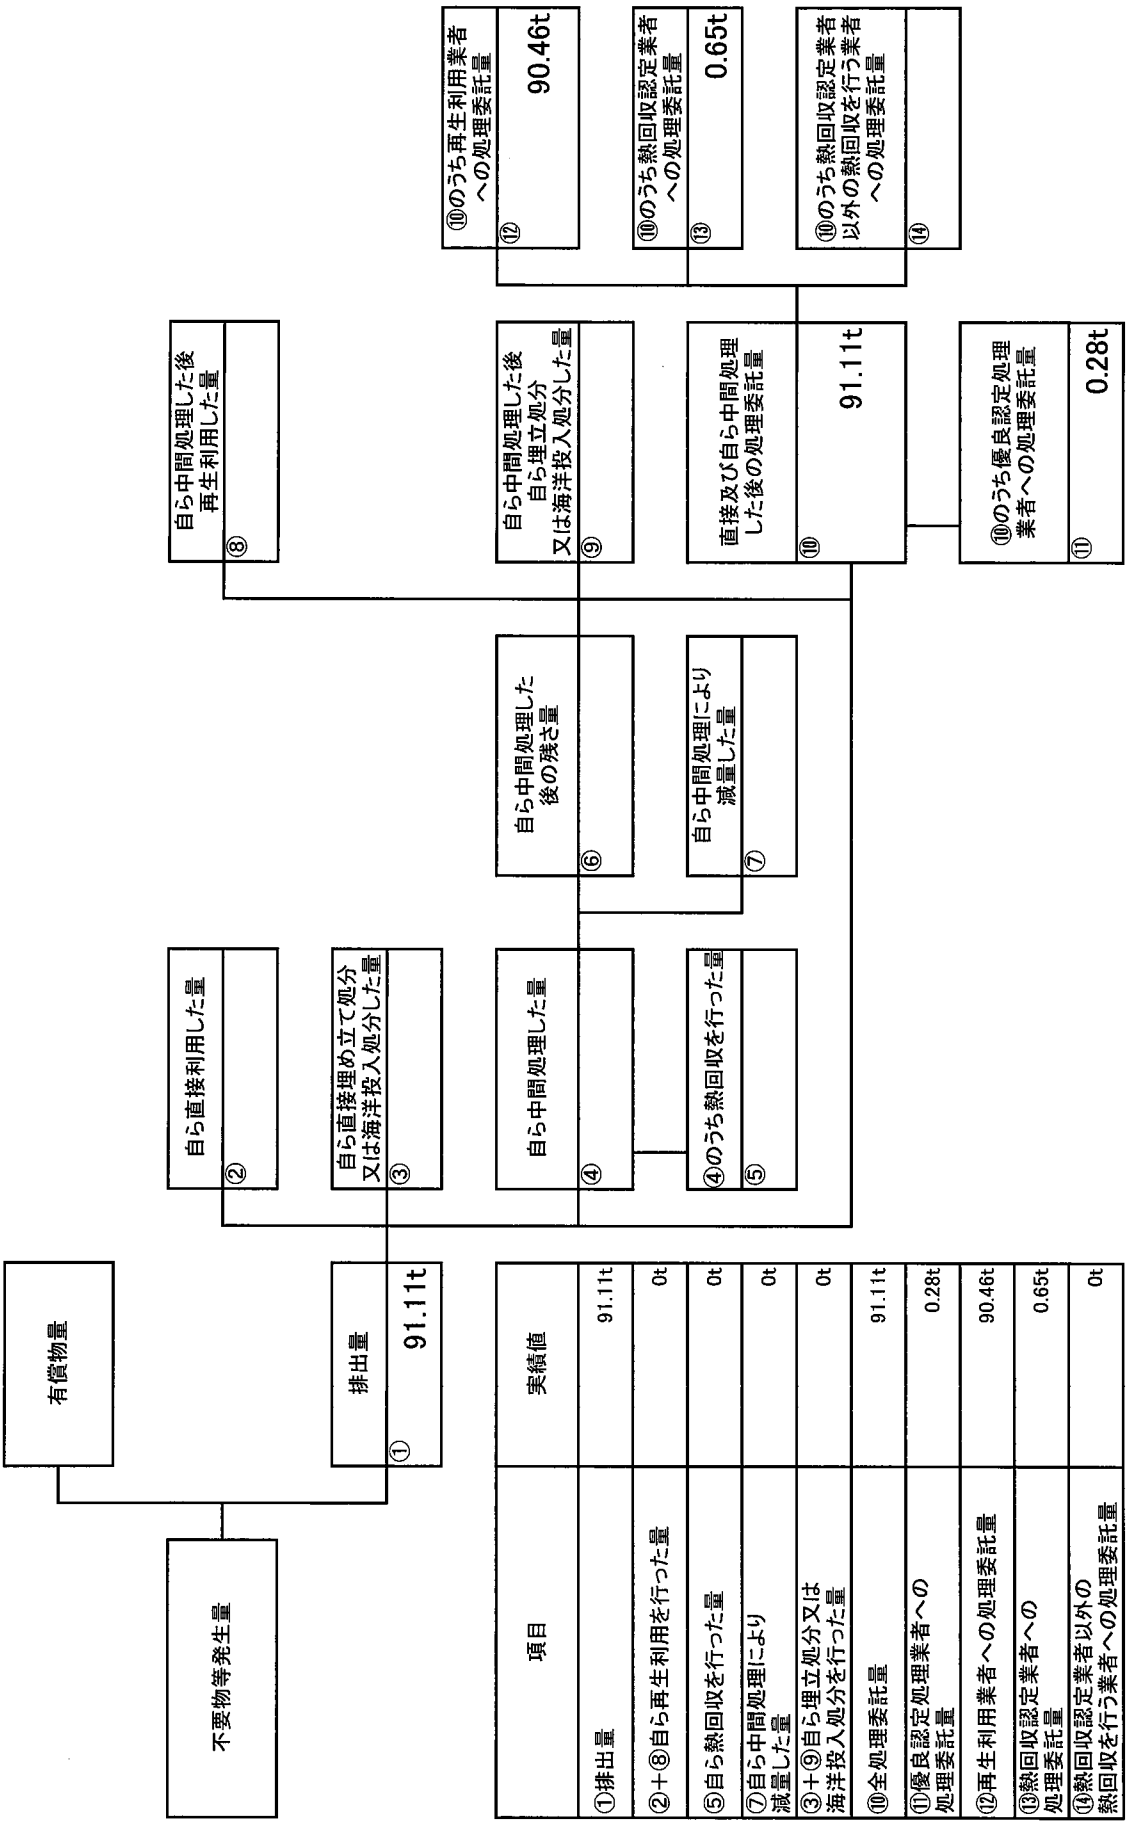 不要物等発生量
有償物量
排出量
①
91.11t
自ら直接利用した量
②
自ら直接埋め立て処分
又は海洋投入処分した量
③
自ら中間処理した量
④
④のうち熱回収を行った量
⑤
自ら中間処理した
後の残さ量
⑥
自ら中間処理により
減量した量
⑦
自ら中間処理した後
再生利用した量
⑧
自ら中間処理した後
自ら埋立処分
又は海洋投入処分した量
⑨
直接及び自ら中間処理
した後の処理委託量
⑩
91.11t
⑩のうち優良認定処理
業者への処理委託量
⑪
0.28t
⑩のうち再生利用業者
への処理委託量
⑫
90.46t
⑩のうち熱回収認定業者
への処理委託量
⑬
0.65t
⑩のうち熱回収認定業者
以外の熱回収を行う業者
への処理委託量
⑭
項目 実績値
①排出量 91.11t
②+⑧自ら再生利用を行った量 0t
⑤自ら熱回収を行った量 0t
⑦自ら中間処理により
減量した量 0t
③+⑨自ら埋立処分又は
海洋投入処分を行った量 0t
⑩全処理委託量 91.11t
⑪優良認定処理業者への
処理委託量 0.28t
⑫再生利用業者への処理委託量 90.46t
⑬熱回収認定業者への
処理委託量 0.65t
⑭熱回収認定業者以外の
熱回収を行う業者への処理委託量 0t